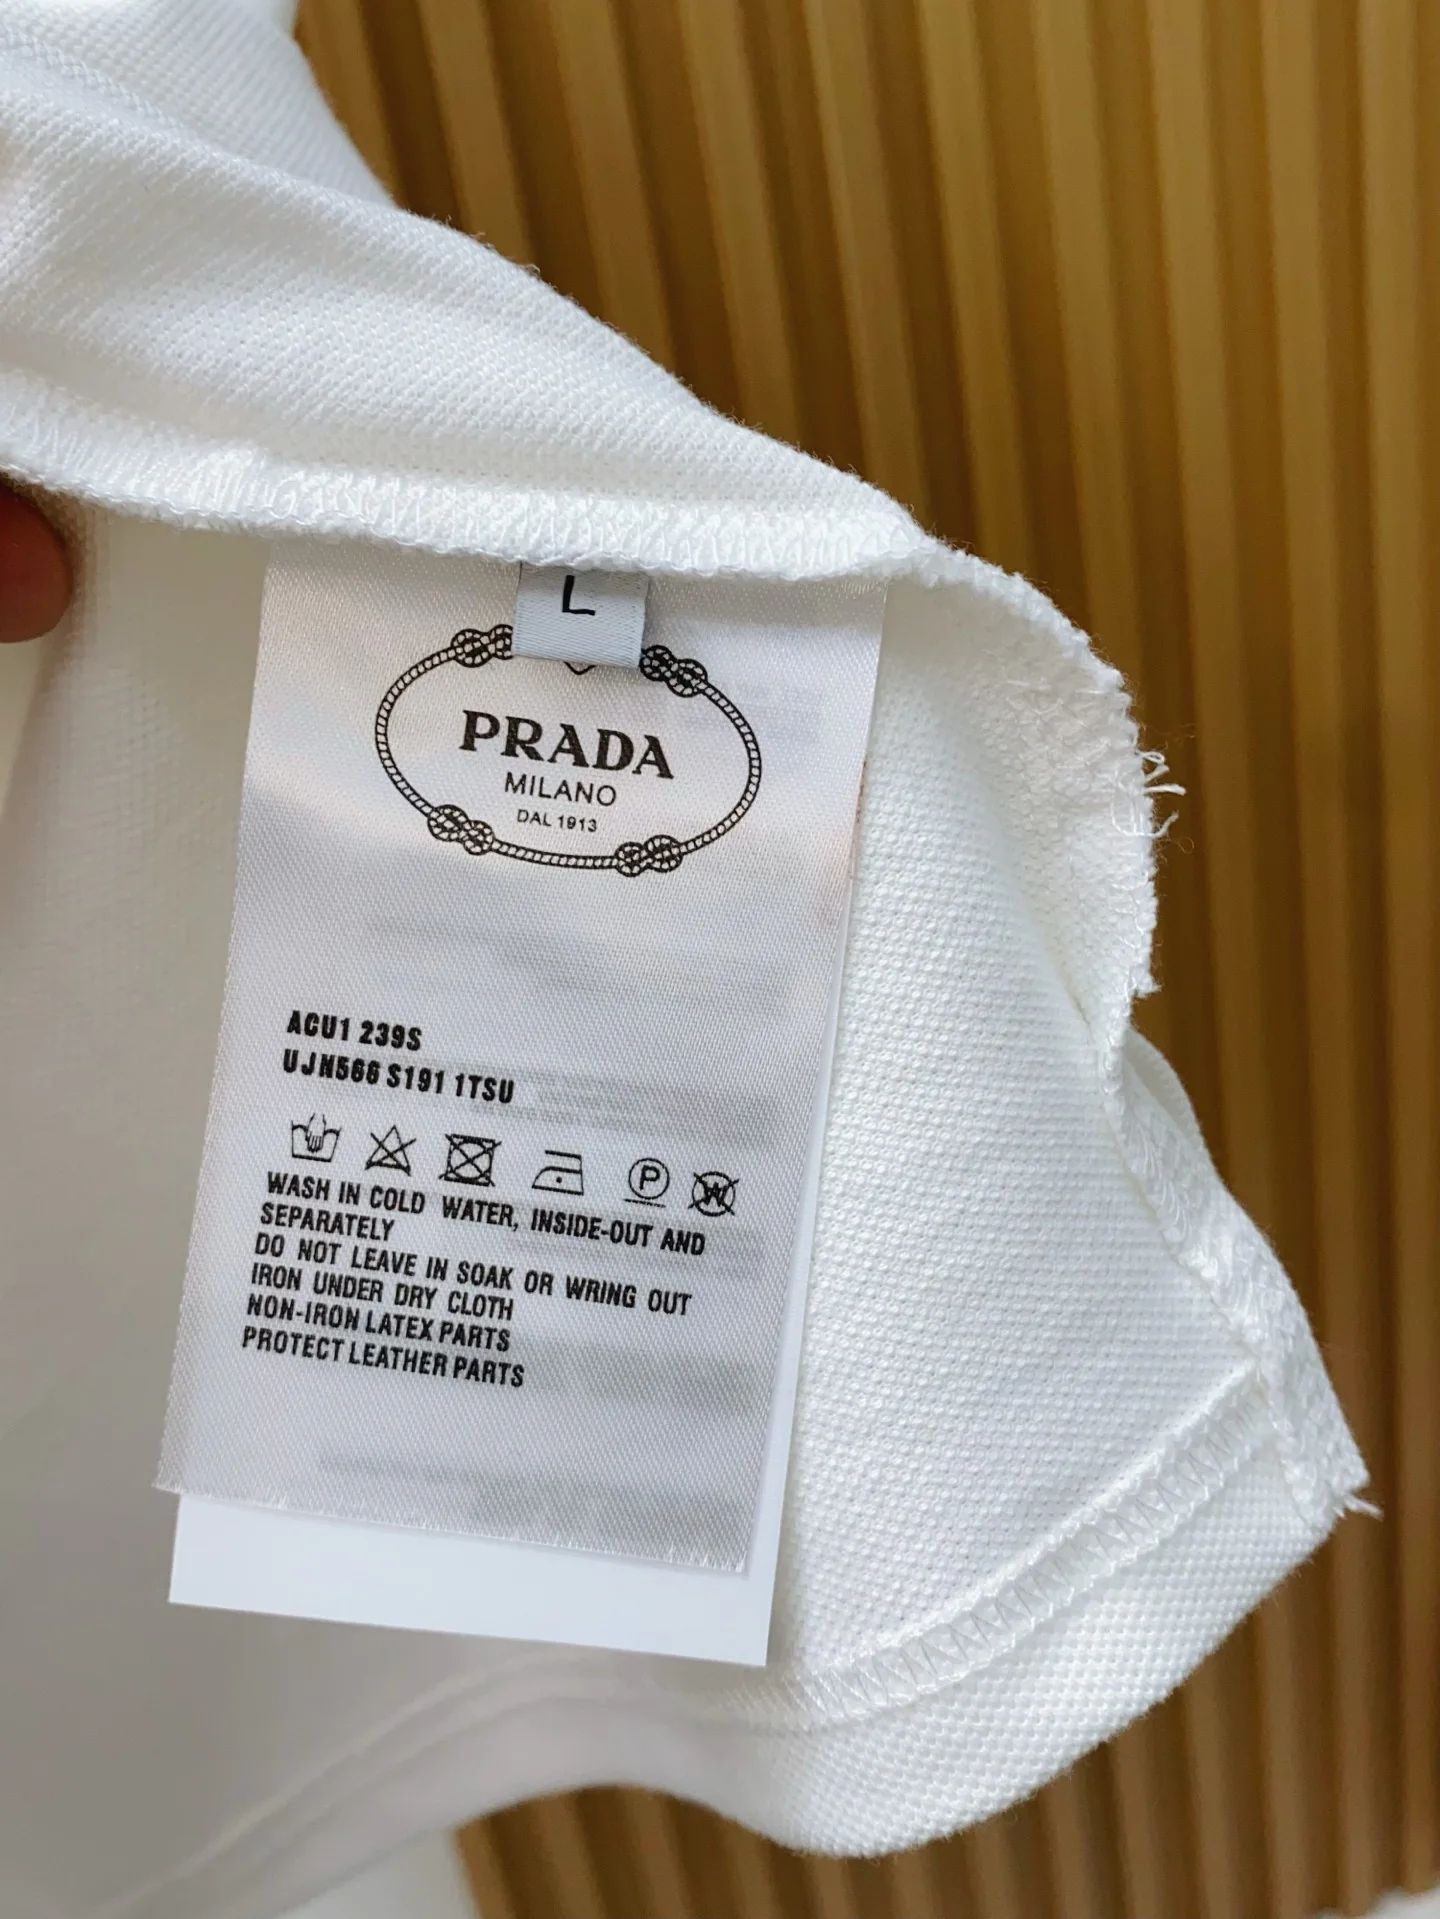 L
PRADA
MILANO
DAL 1913
ACU1 239S
UJN566 S191 1TSU
P W
WASH IN COLD WATER, INSIDE-OUT AND
SEPARATELY
DO NOT LEAVE IN SOAK OR WRING OUT
IRON UNDER DRY CLOTH
NON-IRON LATEX PARTS
PROTECT LEATHER PARTS